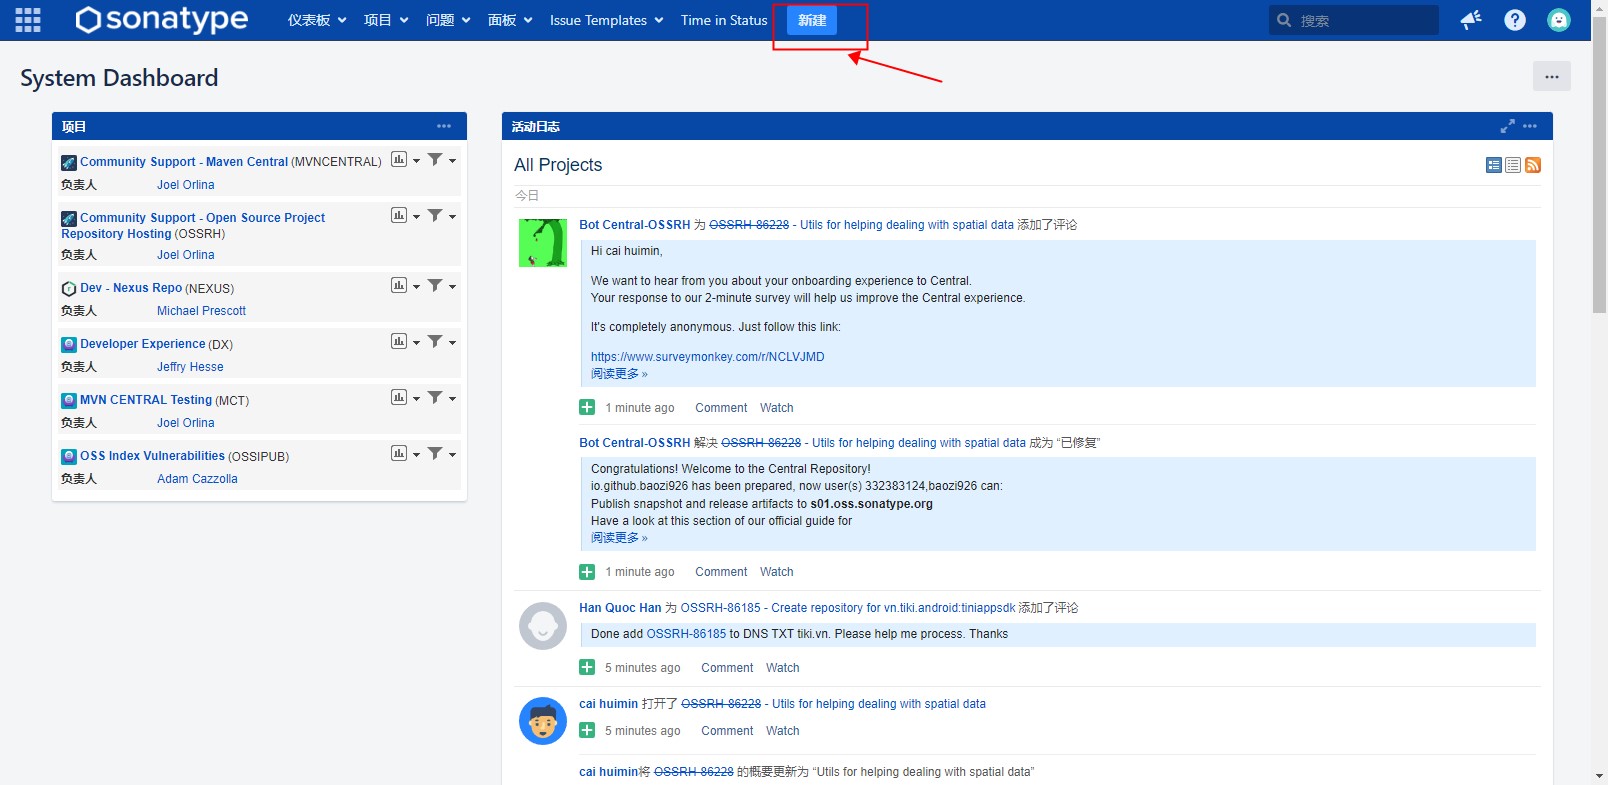 sonatype 仪表板 项目 问题 面板 Issue Templates Time in Status 新建 搜索
System Dashboard
项目
Community Support - Maven Central (MVNCENTRAL)
负责人 Joel Orlina
Community Support - Open Source Project
Repository Hosting (OSSRH)
负责人 Joel Orlina
Dev - Nexus Repo (NEXUS)
负责人 Michael Prescott
Developer Experience (DX)
负责人 Jeffry Hesse
MVN CENTRAL Testing (MCT)
负责人 Joel Orlina
OSS Index Vulnerabilities (OSSIPUB)
负责人 Adam Cazzolla
活动日志
All Projects
今日
Bot Central-OSSRH 为 OSSRH-86228 - Utils for helping dealing with spatial data 添加了评论
Hi cai huimin,
We want to hear from you about your onboarding experience to Central.
Your response to our 2-minute survey will help us improve the Central experience.
It's completely anonymous. Just follow this link:
https://www.surveymonkey.com/r/NCLVJMD
阅读更多 »
1 minute ago Comment Watch
Bot Central-OSSRH 解决 OSSRH-86228 - Utils for helping dealing with spatial data 成为 “已修复”
Congratulations! Welcome to the Central Repository!
io.github.baozi926 has been prepared, now user(s) 332383124,baozi926 can:
Publish snapshot and release artifacts to s01.oss.sonatype.org
Have a look at this section of our official guide for
阅读更多 »
1 minute ago Comment Watch
Han Quoc Han 为 OSSRH-86185 - Create repository for vn.tiki.android:tiniappsdk 添加了评论
Done add OSSRH-86185 to DNS TXT tiki.vn. Please help me process. Thanks
5 minutes ago Comment Watch
cai huimin 打开了 OSSRH-86228 - Utils for helping dealing with spatial data
5 minutes ago Comment Watch
cai huimin将 OSSRH-86228 的概要更新为 “Utils for helping dealing with spatial data”